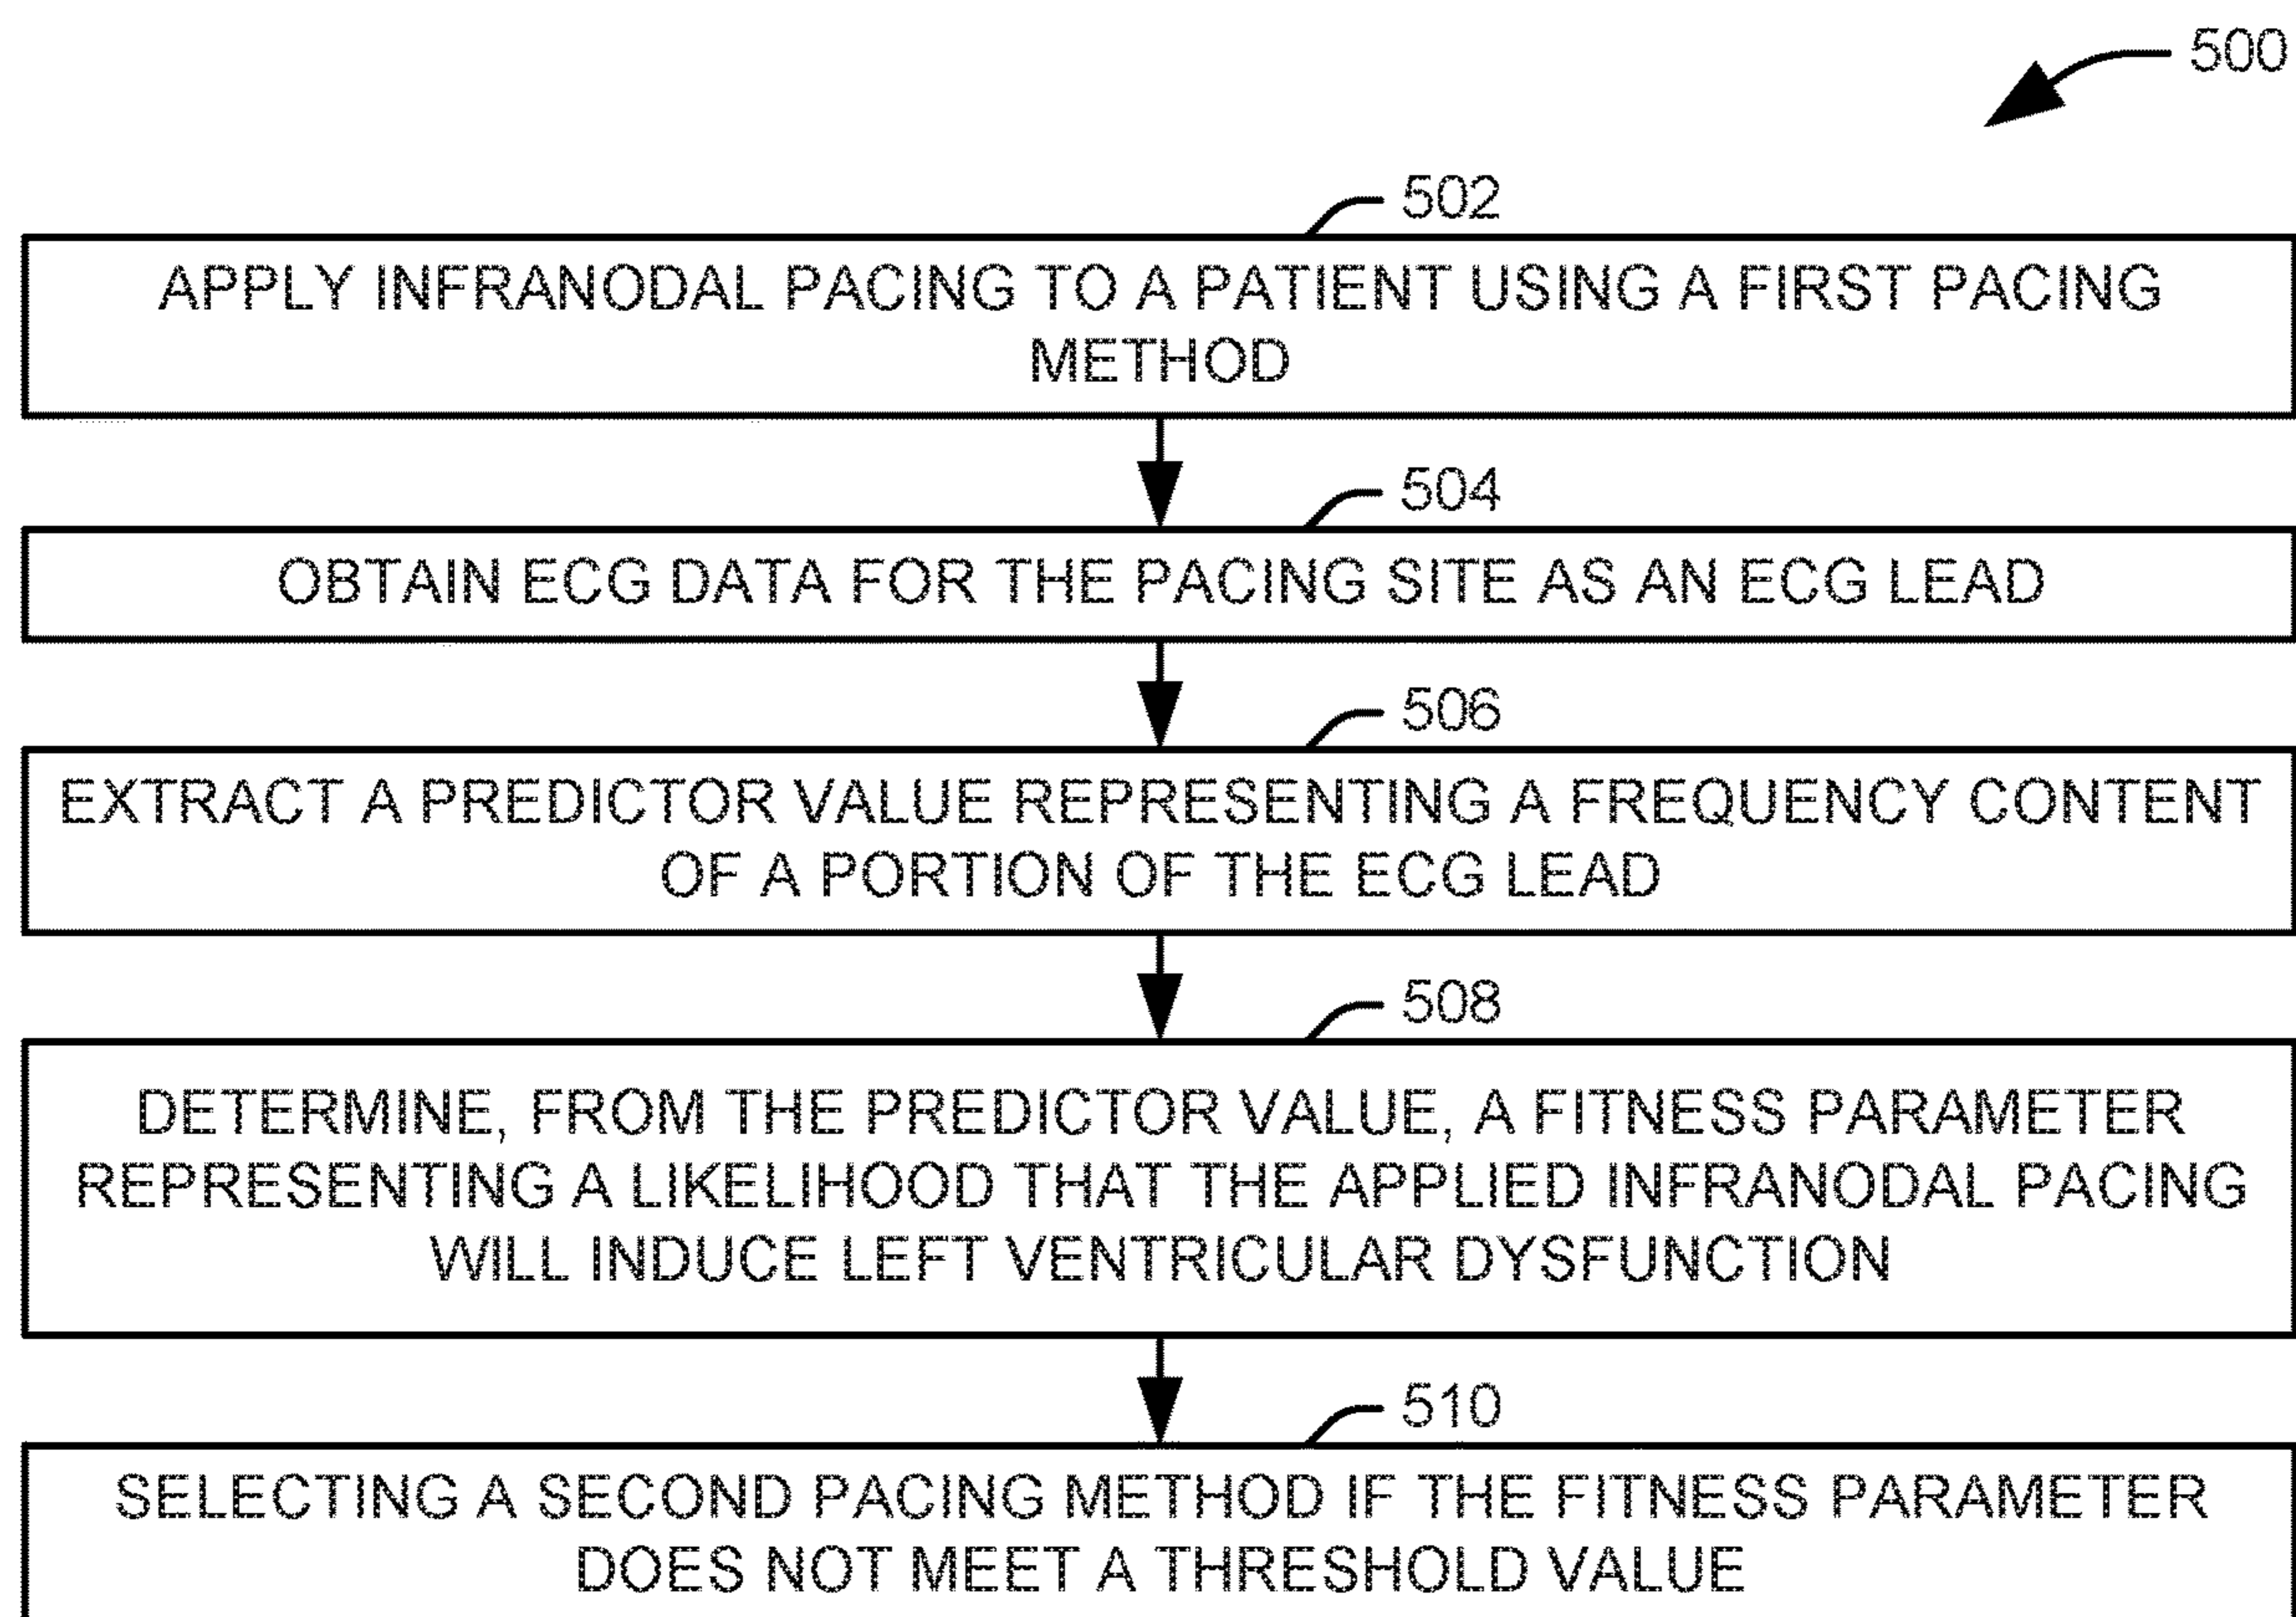 500
502
APPLY INFRANODAL PACING TO A PATIENT USING A FIRST PACING
METHOD
504
OBTAIN ECG DATA FOR THE PACING SITE AS AN ECG LEAD
506
EXTRACT A PREDICTOR VALUE REPRESENTING A FREQUENCY CONTENT
OF A PORTION OF THE ECG LEAD
508
DETERMINE, FROM THE PREDICTOR VALUE, A FITNESS PARAMETER
REPRESENTING A LIKELIHOOD THAT THE APPLIED INFRANODAL PACING
WILL INDUCE LEFT VENTRICULAR DYSFUNCTION
510
SELECTING A SECOND PACING METHOD IF THE FITNESS PARAMETER
DOES NOT MEET A THRESHOLD VALUE